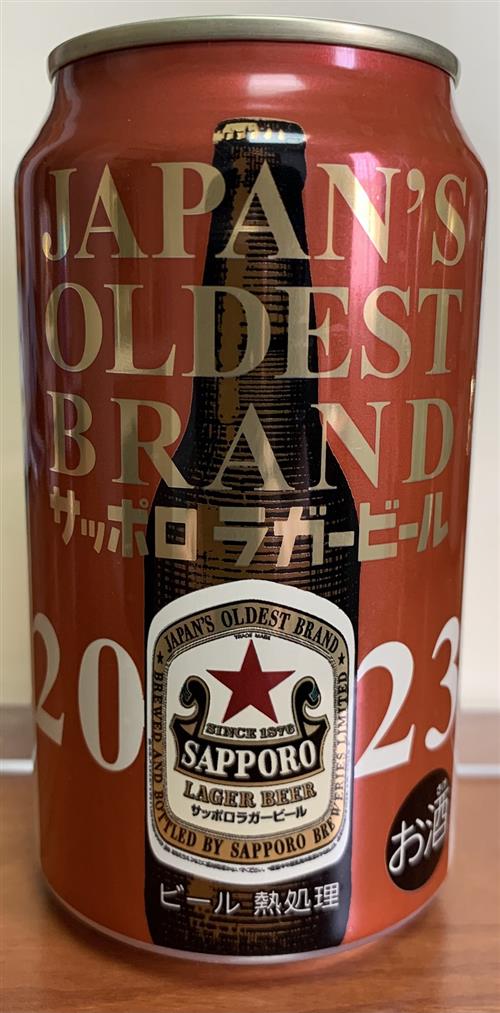 JAPAN'S
OLDEST
BRAND
サッポロ ラガービール
2023
JAPAN'S OLDEST BRAND
TRADE MARK
SINCE 1876
SAPPORO
LAGER BEER
サッポロラガービール
BREWED AND BOTTLED BY SAPPORO BREWERIES LIMITED
お酒
ビール 熱処理